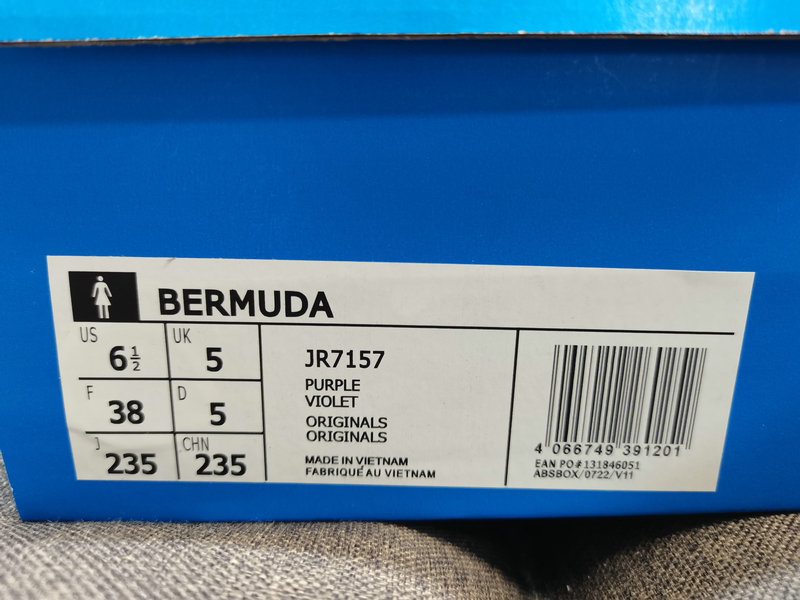 BERMUDA
US 6½ UK 5
F 38 D 5
J 235 CHN 235
JR7157
PURPLE
VIOLET
ORIGINALS
ORIGINALS
MADE IN VIETNAM
FABRIQUÉ AU VIETNAM
4 066749 391201
EAN PO#131846051
ABSBOX/0722/V11